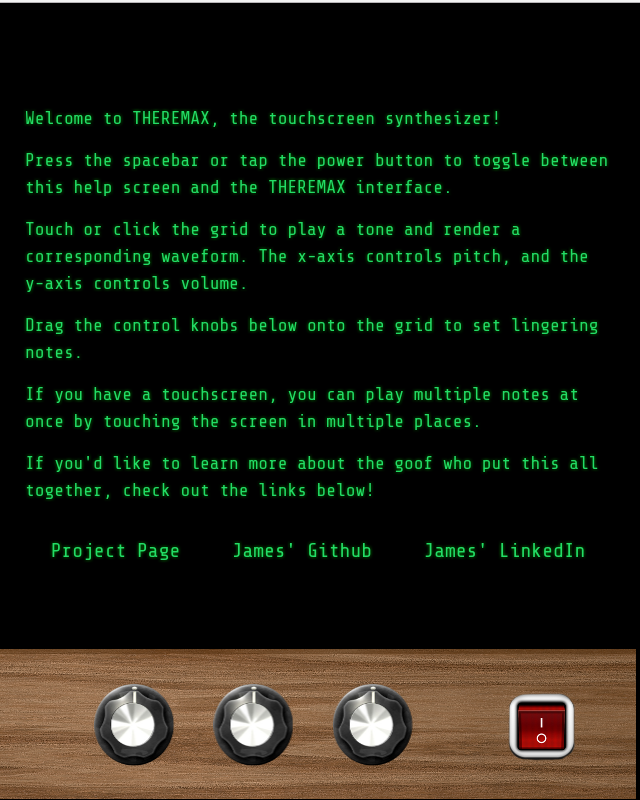 Welcome to THEREMAX, the touchscreen synthesizer!
Press the spacebar or tap the power button to toggle between
this help screen and the THEREMAX interface.
Touch or click the grid to play a tone and render a
corresponding waveform. The x-axis controls pitch, and the
y-axis controls volume.
Drag the control knobs below onto the grid to set lingering
notes.
If you have a touchscreen, you can play multiple notes at
once by touching the screen in multiple places.
If you'd like to learn more about the goof who put this all
together, check out the links below!
Project Page James' Github James' LinkedIn